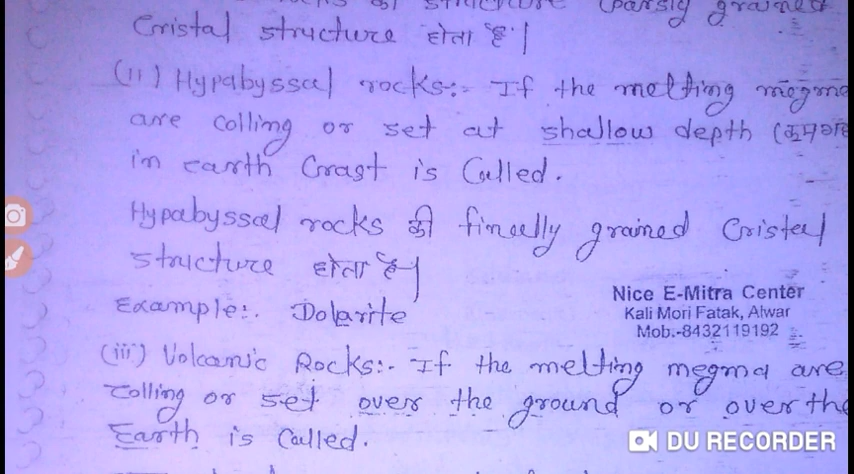 Cristal structure होता है।
(ii) Hypabyssal rocks:- If the melting megma
are colling or set at shallow depth
in earth Crast is Called.
Hypabyssal rocks की fineally grained Cristal
structure होता है।
Example:. Dolarite
Nice E-Mitra Center
Kali Mori Fatak, Alwar
Mob:-8432119192
(iii) Volcanic Rocks:- If the melting megma are
colling or set over the ground or over the
Earth is Called.
DU RECORDER